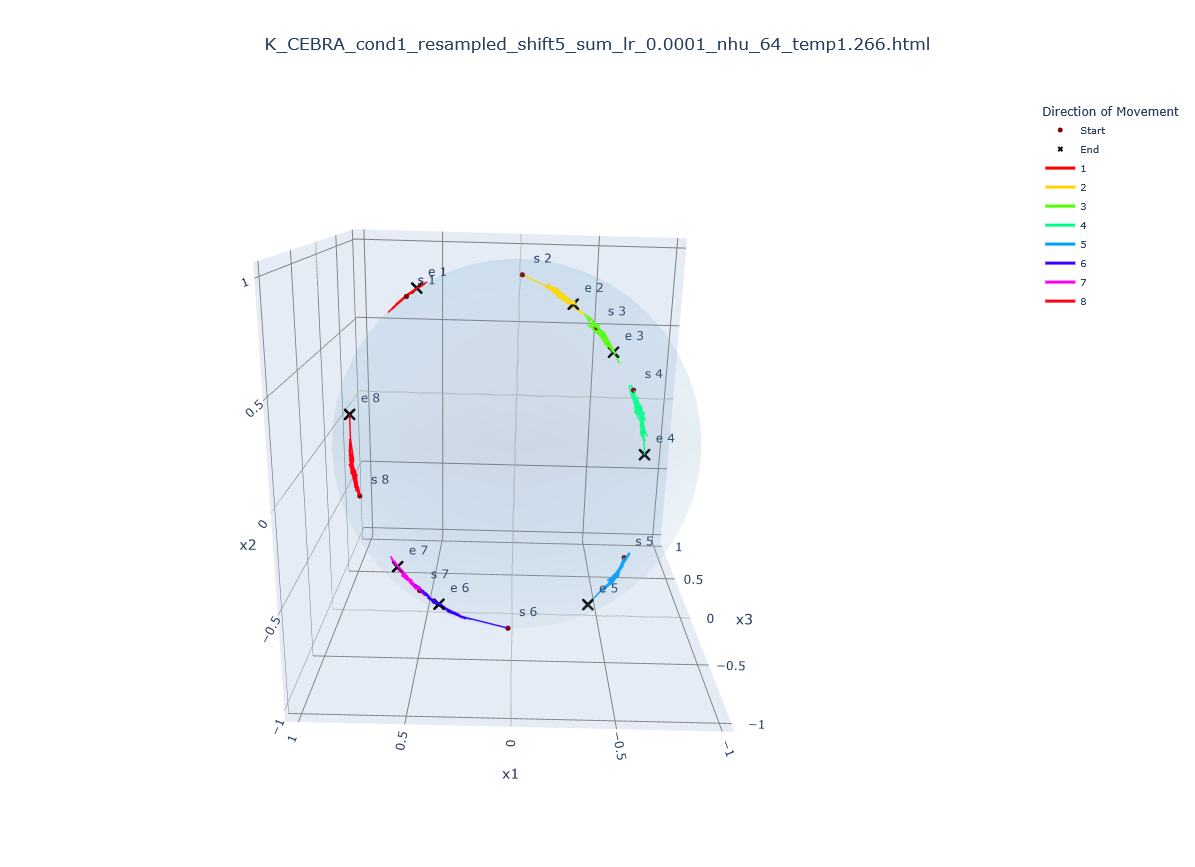 K_CEBRA_cond1_resampled_shift5_sum_lr_0.0001_nhu_64_temp1.266.html
Direction of Movement
Start
End
1
2
3
4
5
6
7
8
s 2
e 1
s 1
e 2
s 3
e 3
s 4
e 8
e 4
s 8
s 5
e 7
s 7
e 6
e 5
s 6
1
0.5
0
−0.5
−1
x2
1
0.5
0
−0.5
−1
x3
1
0.5
0
−0.5
−1
x1